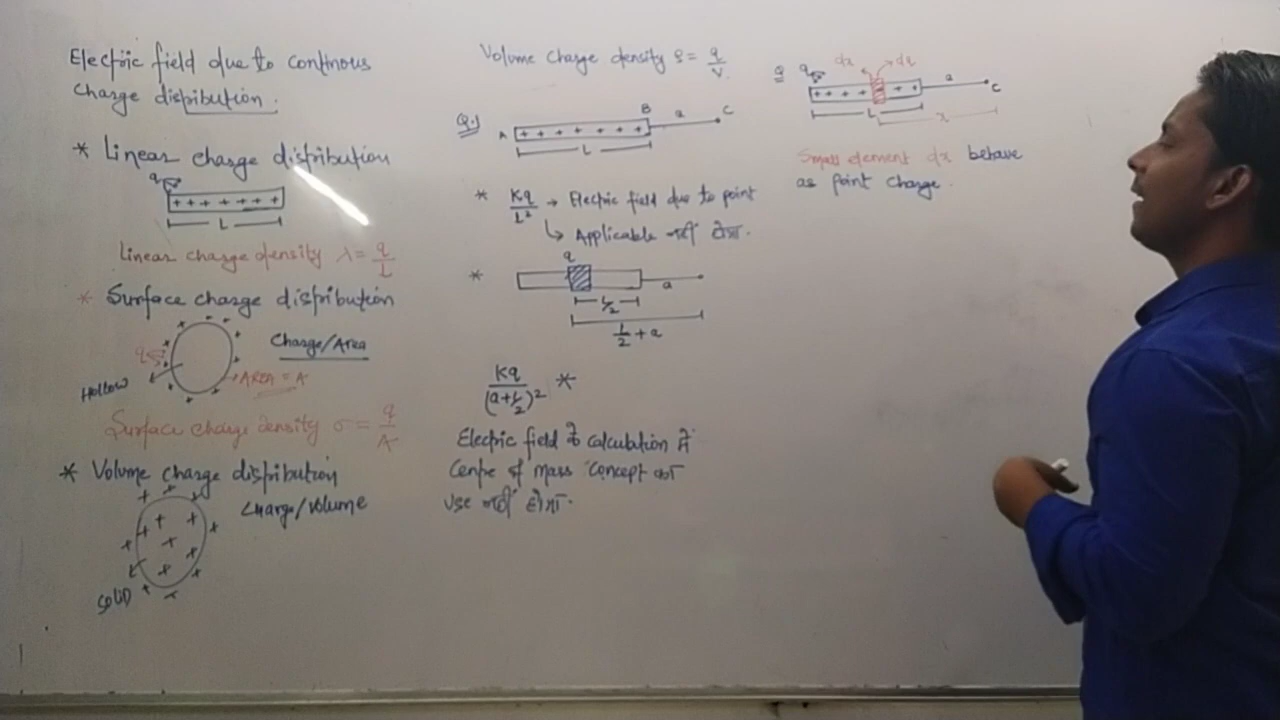 Electric field due to continous
charge distribution.
* Linear charge distribution
q
+ + + + + + +
L
Linear charge density λ = q/L
* Surface charge distribution
Charge/Area
q
Hollow
AREA = A
Surface charge density σ = q/A
* Volume charge distribution
Charge/volume
SOLID
Volume charge density ρ = q/V.
Q.1
A + + + + + + + B a C
L
* Kq/L² → Electric field due to point
↳ Applicable नहीं होगा.
q
* a
L/2
L/2 + a
Kq/(a+L/2)² *
Electric field के calculation में
Centre of mass concept का
use नहीं होगा.
Q q dx dq
+ + + + + + a C
L x
Small element dx behave
as point charge.